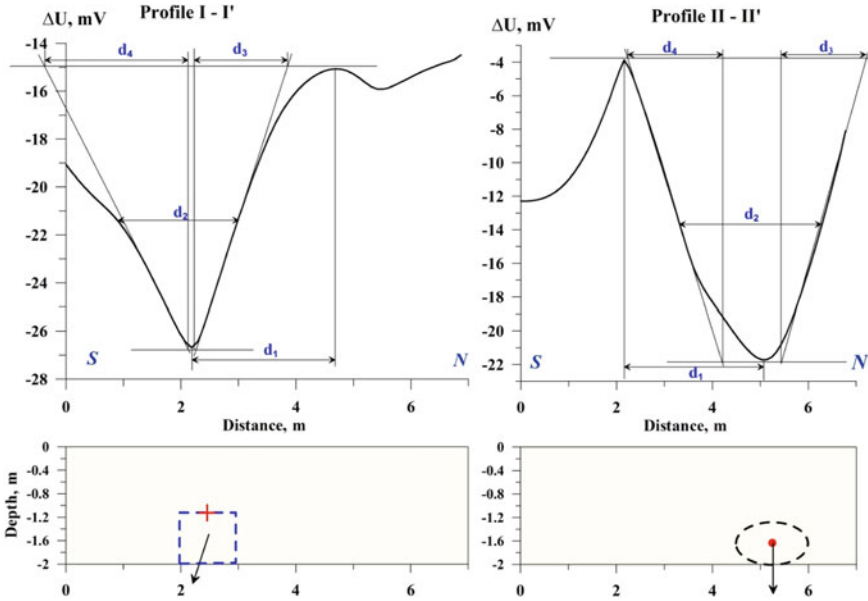 ΔU, mV
Profile I - I'
-14
-16
-18
-20
-22
-24
-26
-28
d4
d3
d2
d1
S
N
0
2
4
6
Distance, m
ΔU, mV
Profile II - II'
-4
-6
-8
-10
-12
-14
-16
-18
-20
-22
d4
d3
d2
d1
S
N
0
2
4
6
Distance, m
Depth, m
0
-0.4
-0.8
-1.2
-1.6
-2
0
2
4
6
0
-0.4
-0.8
-1.2
-1.6
-2
0
2
4
6